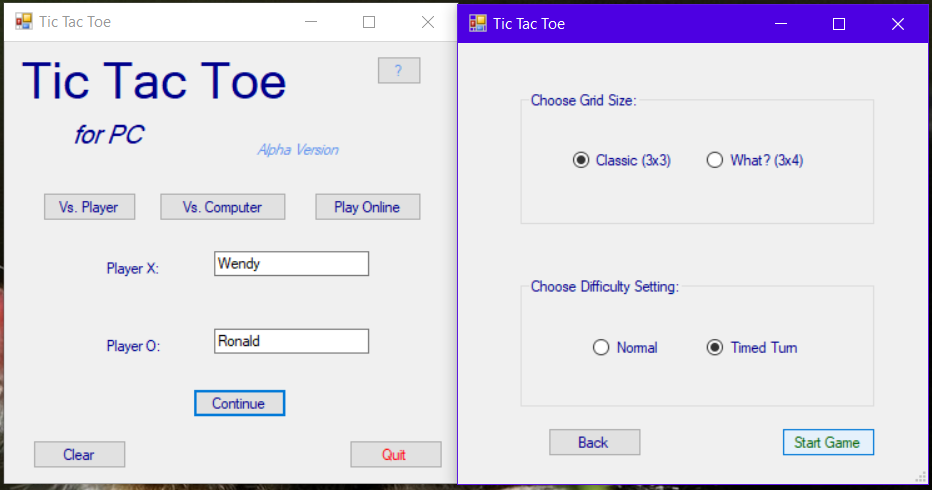 Tic Tac Toe
Tic Tac Toe
?
for PC
Alpha Version
Vs. Player Vs. Computer Play Online
Player X: Wendy
Player O: Ronald
Continue
Clear Quit
Tic Tac Toe
Choose Grid Size:
Classic (3x3) What? (3x4)
Choose Difficulty Setting:
Normal Timed Turn
Back Start Game